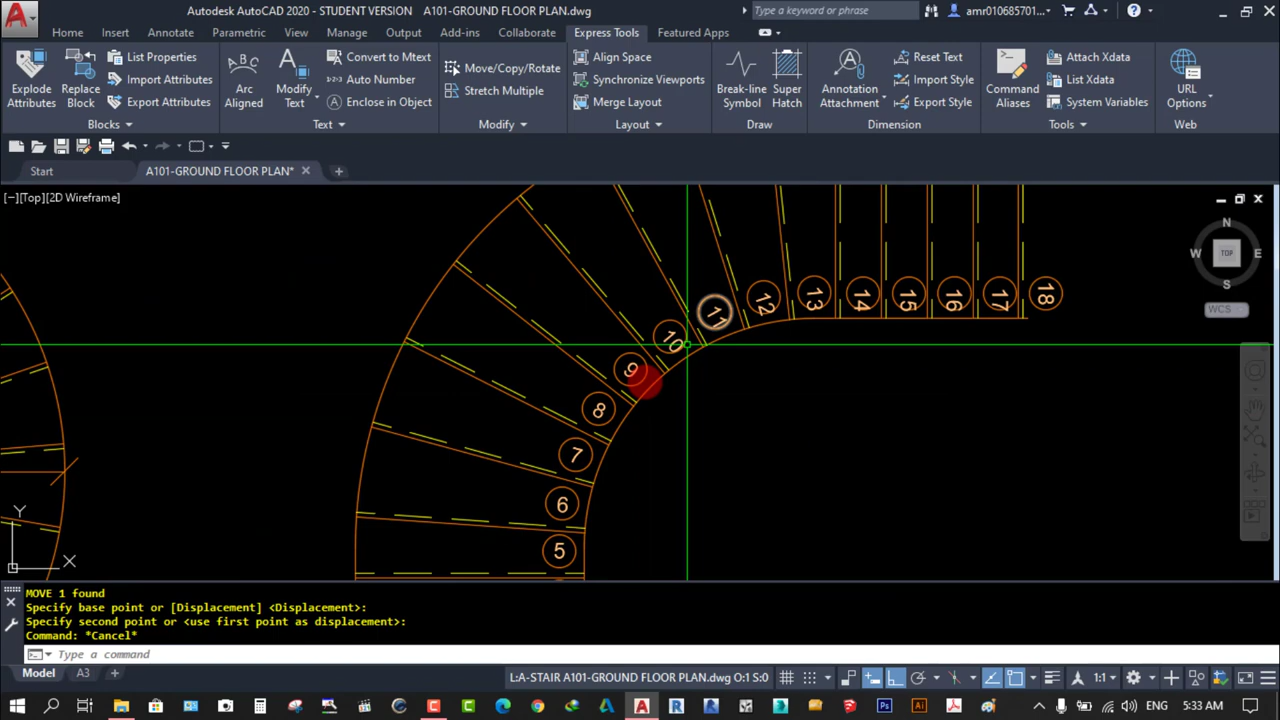 Autodesk AutoCAD 2020 - STUDENT VERSION A101-GROUND FLOOR PLAN.dwg
Type a keyword or phrase
amr010685701...
Home Insert Annotate Parametric View Manage Output Add-ins Collaborate Express Tools Featured Apps
Explode Attributes
Replace Block
List Properties
Import Attributes
Export Attributes
Blocks
Arc Aligned
Modify Text
Convert to Mtext
Auto Number
Enclose in Object
Text
Move/Copy/Rotate
Stretch Multiple
Modify
Align Space
Synchronize Viewports
Merge Layout
Layout
Break-line Symbol
Super Hatch
Draw
Annotation Attachment
Reset Text
Import Style
Export Style
Dimension
Command Aliases
Attach Xdata
List Xdata
System Variables
Tools
URL Options
Web
Start A101-GROUND FLOOR PLAN*
[−][Top][2D Wireframe]
N
W TOP E
S
WCS
18
17
16
15
14
13
12
11
10
9
8
7
6
5
Y
X
MOVE 1 found
Specify base point or [Displacement] <Displacement>:
Specify second point or <use first point as displacement>:
Command: *Cancel*
Type a command
Model A3
L:A-STAIR A101-GROUND FLOOR PLAN.dwg O:1 S:0
1:1
5:33 AM